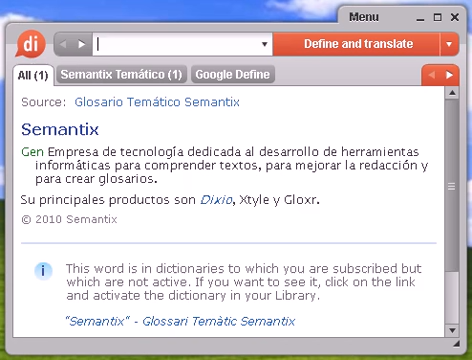 Menu
di
Define and translate
All (1) Semantix Temático (1) Google Define
Source: Glosario Temático Semantix
Semantix
Gen Empresa de tecnología dedicada al desarrollo de herramientas
informáticas para comprender textos, para mejorar la redacción y
para crear glosarios.
Su principales productos son Dixio, Xtyle y Gloxr.
© 2010 Semantix
i
This word is in dictionaries to which you are subscribed but
which are not active. If you want to see it, click on the link
and activate the dictionary in your Library.
"Semantix" - Glossari Temàtic Semantix